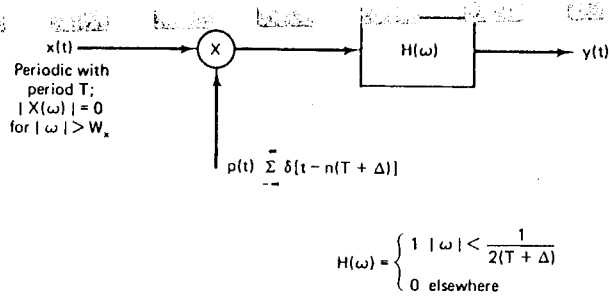 x(t)
X
H(ω)
y(t)
Periodic with
period T;
| X(ω) | = 0
for | ω | > Wₓ
p(t) Σ δ[t – n(T + Δ)]
–∞
H(ω) = { 1 | ω | < 1 / 2(T + Δ)
0 elsewhere